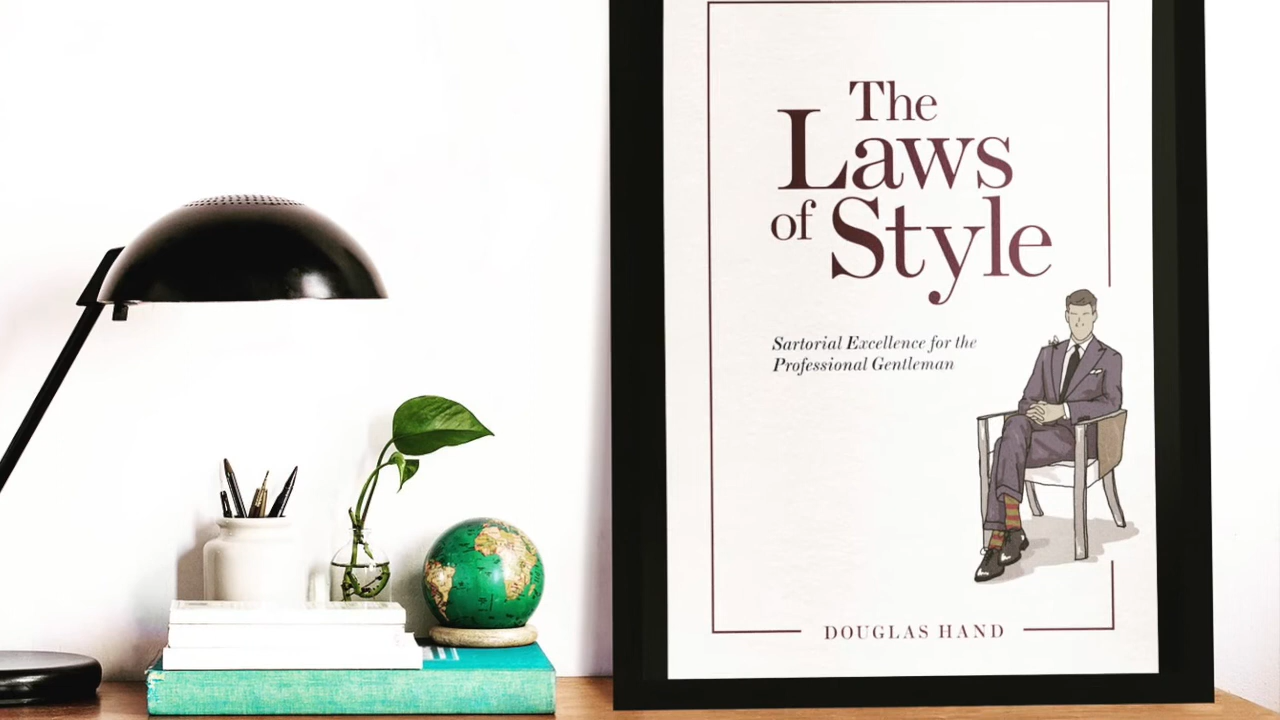 The
Laws
of Style
Sartorial Excellence for the
Professional Gentleman
DOUGLAS HAND